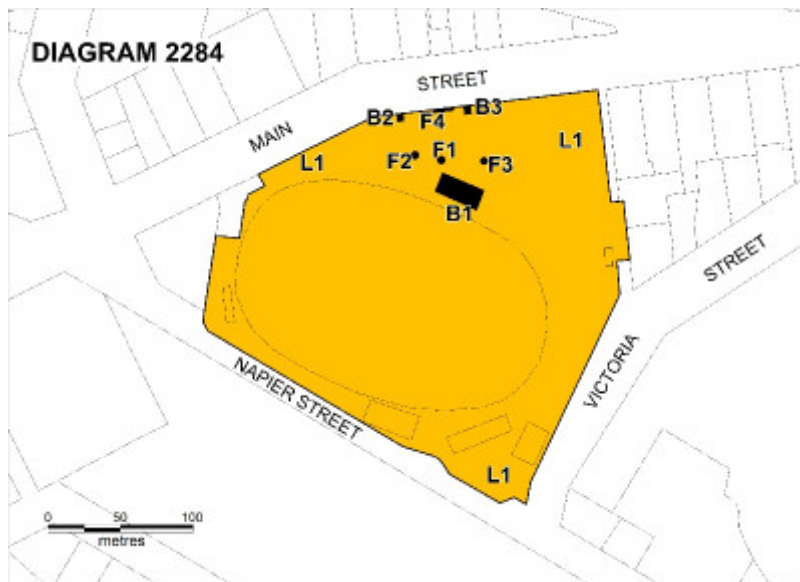 DIAGRAM 2284
MAIN STREET
B2
F4
B3
L1
F2
F1
F3
L1
B1
STREET
VICTORIA
NAPIER STREET
L1
0 50 100
metres